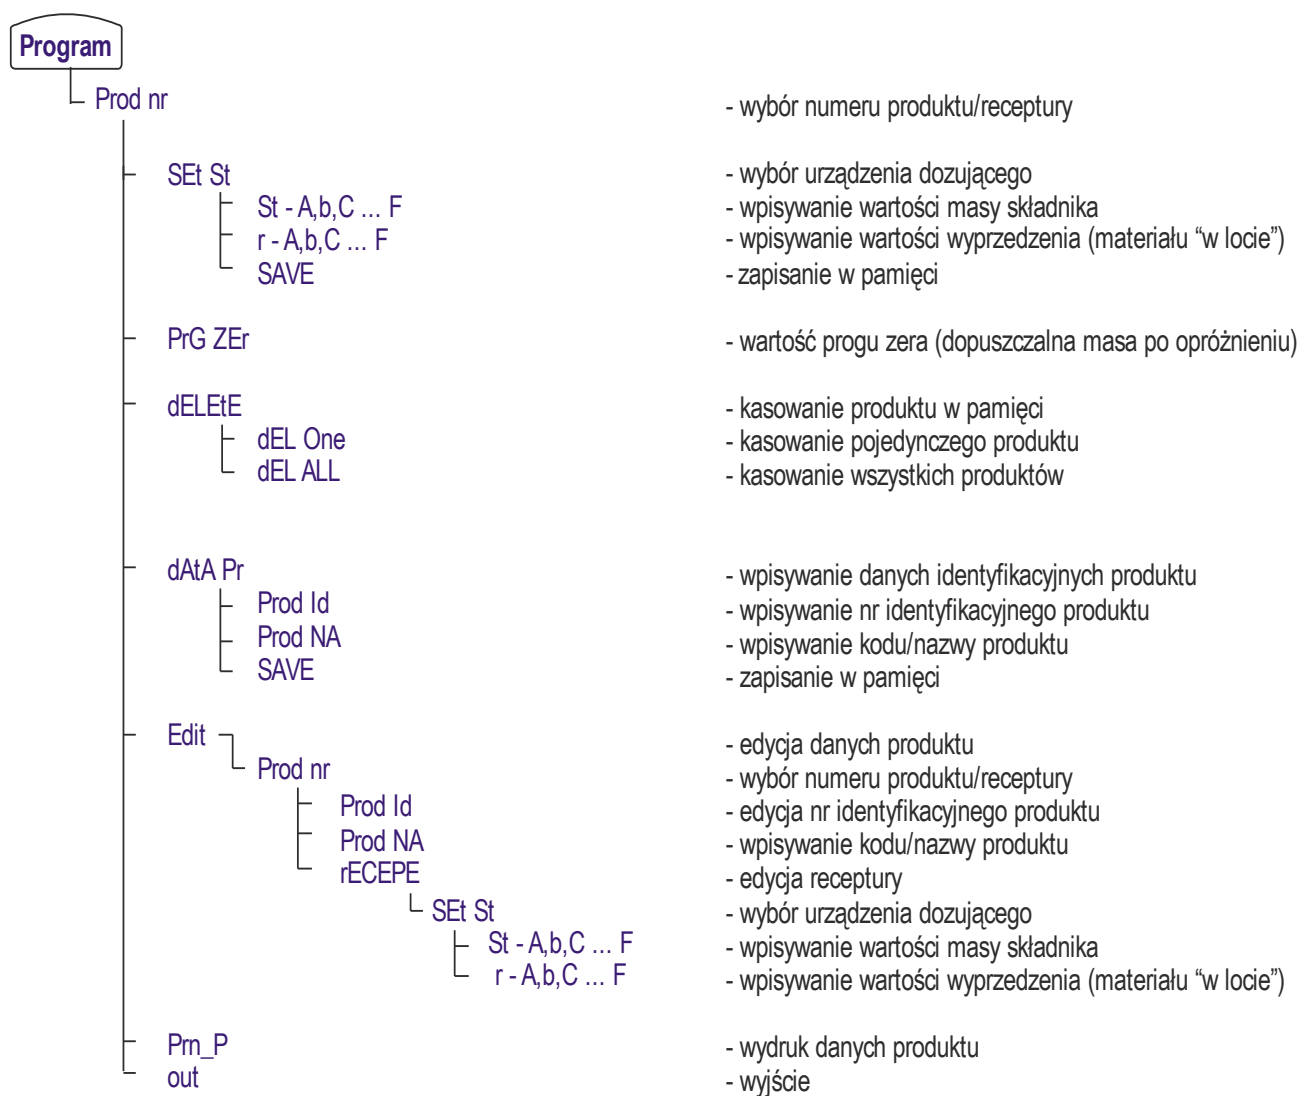 Program
Prod nr - wybór numeru produktu/receptury
SEt St - wybór urządzenia dozującego
St - A,b,C ... F - wpisywanie wartości masy składnika
r - A,b,C ... F - wpisywanie wartości wyprzedzenia (materiału “w locie”)
SAVE - zapisanie w pamięci
PrG ZEr - wartość progu zera (dopuszczalna masa po opróżnieniu)
dELEtE - kasowanie produktu w pamięci
dEL One - kasowanie pojedynczego produktu
dEL ALL - kasowanie wszystkich produktów
dAtA Pr - wpisywanie danych identyfikacyjnych produktu
Prod Id - wpisywanie nr identyfikacyjnego produktu
Prod NA - wpisywanie kodu/nazwy produktu
SAVE - zapisanie w pamięci
Edit - edycja danych produktu
Prod nr - wybór numeru produktu/receptury
Prod Id - edycja nr identyfikacyjnego produktu
Prod NA - wpisywanie kodu/nazwy produktu
rECEPE - edycja receptury
SEt St - wybór urządzenia dozującego
St - A,b,C ... F - wpisywanie wartości masy składnika
r - A,b,C ... F - wpisywanie wartości wyprzedzenia (materiału “w locie”)
Prn_P - wydruk danych produktu
out - wyjście